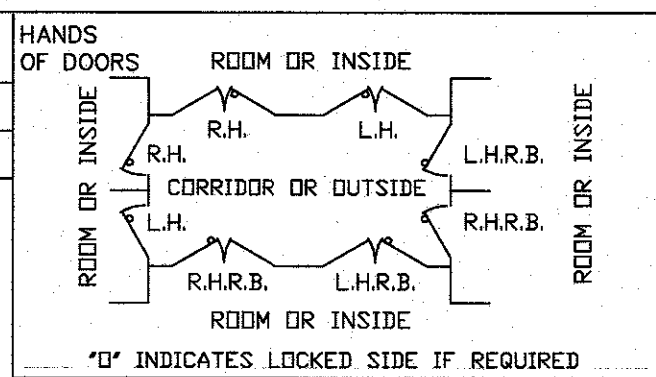 HANDS
OF DOORS
ROOM OR INSIDE
R.H.
L.H.
ROOM OR INSIDE
R.H.
L.H.R.B.
ROOM OR INSIDE
CORRIDOR OR OUTSIDE
L.H.
R.H.R.B.
R.H.R.B.
L.H.R.B.
ROOM OR INSIDE
"O" INDICATES LOCKED SIDE IF REQUIRED